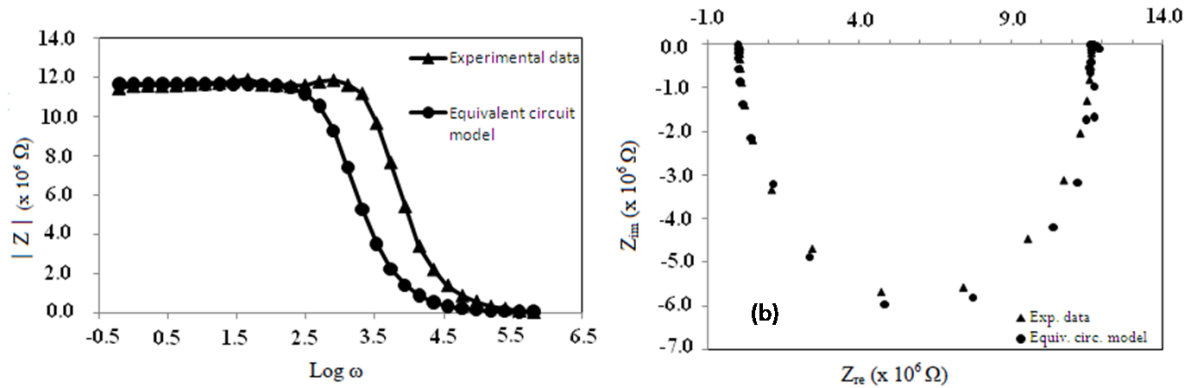 14.0
12.0
10.0
8.0
6.0
4.0
2.0
0.0
| Z | (x 10⁶ Ω)
-0.5 0.5 1.5 2.5 3.5 4.5 5.5 6.5
Log ω
Experimental data
Equivalent circuit
model
-1.0 4.0 9.0 14.0
0.0
-1.0
-2.0
-3.0
-4.0
-5.0
-6.0
-7.0
Zim (x 10⁶ Ω)
(b)
Exp. data
Equiv. circ. model
Zre (x 10⁶ Ω)